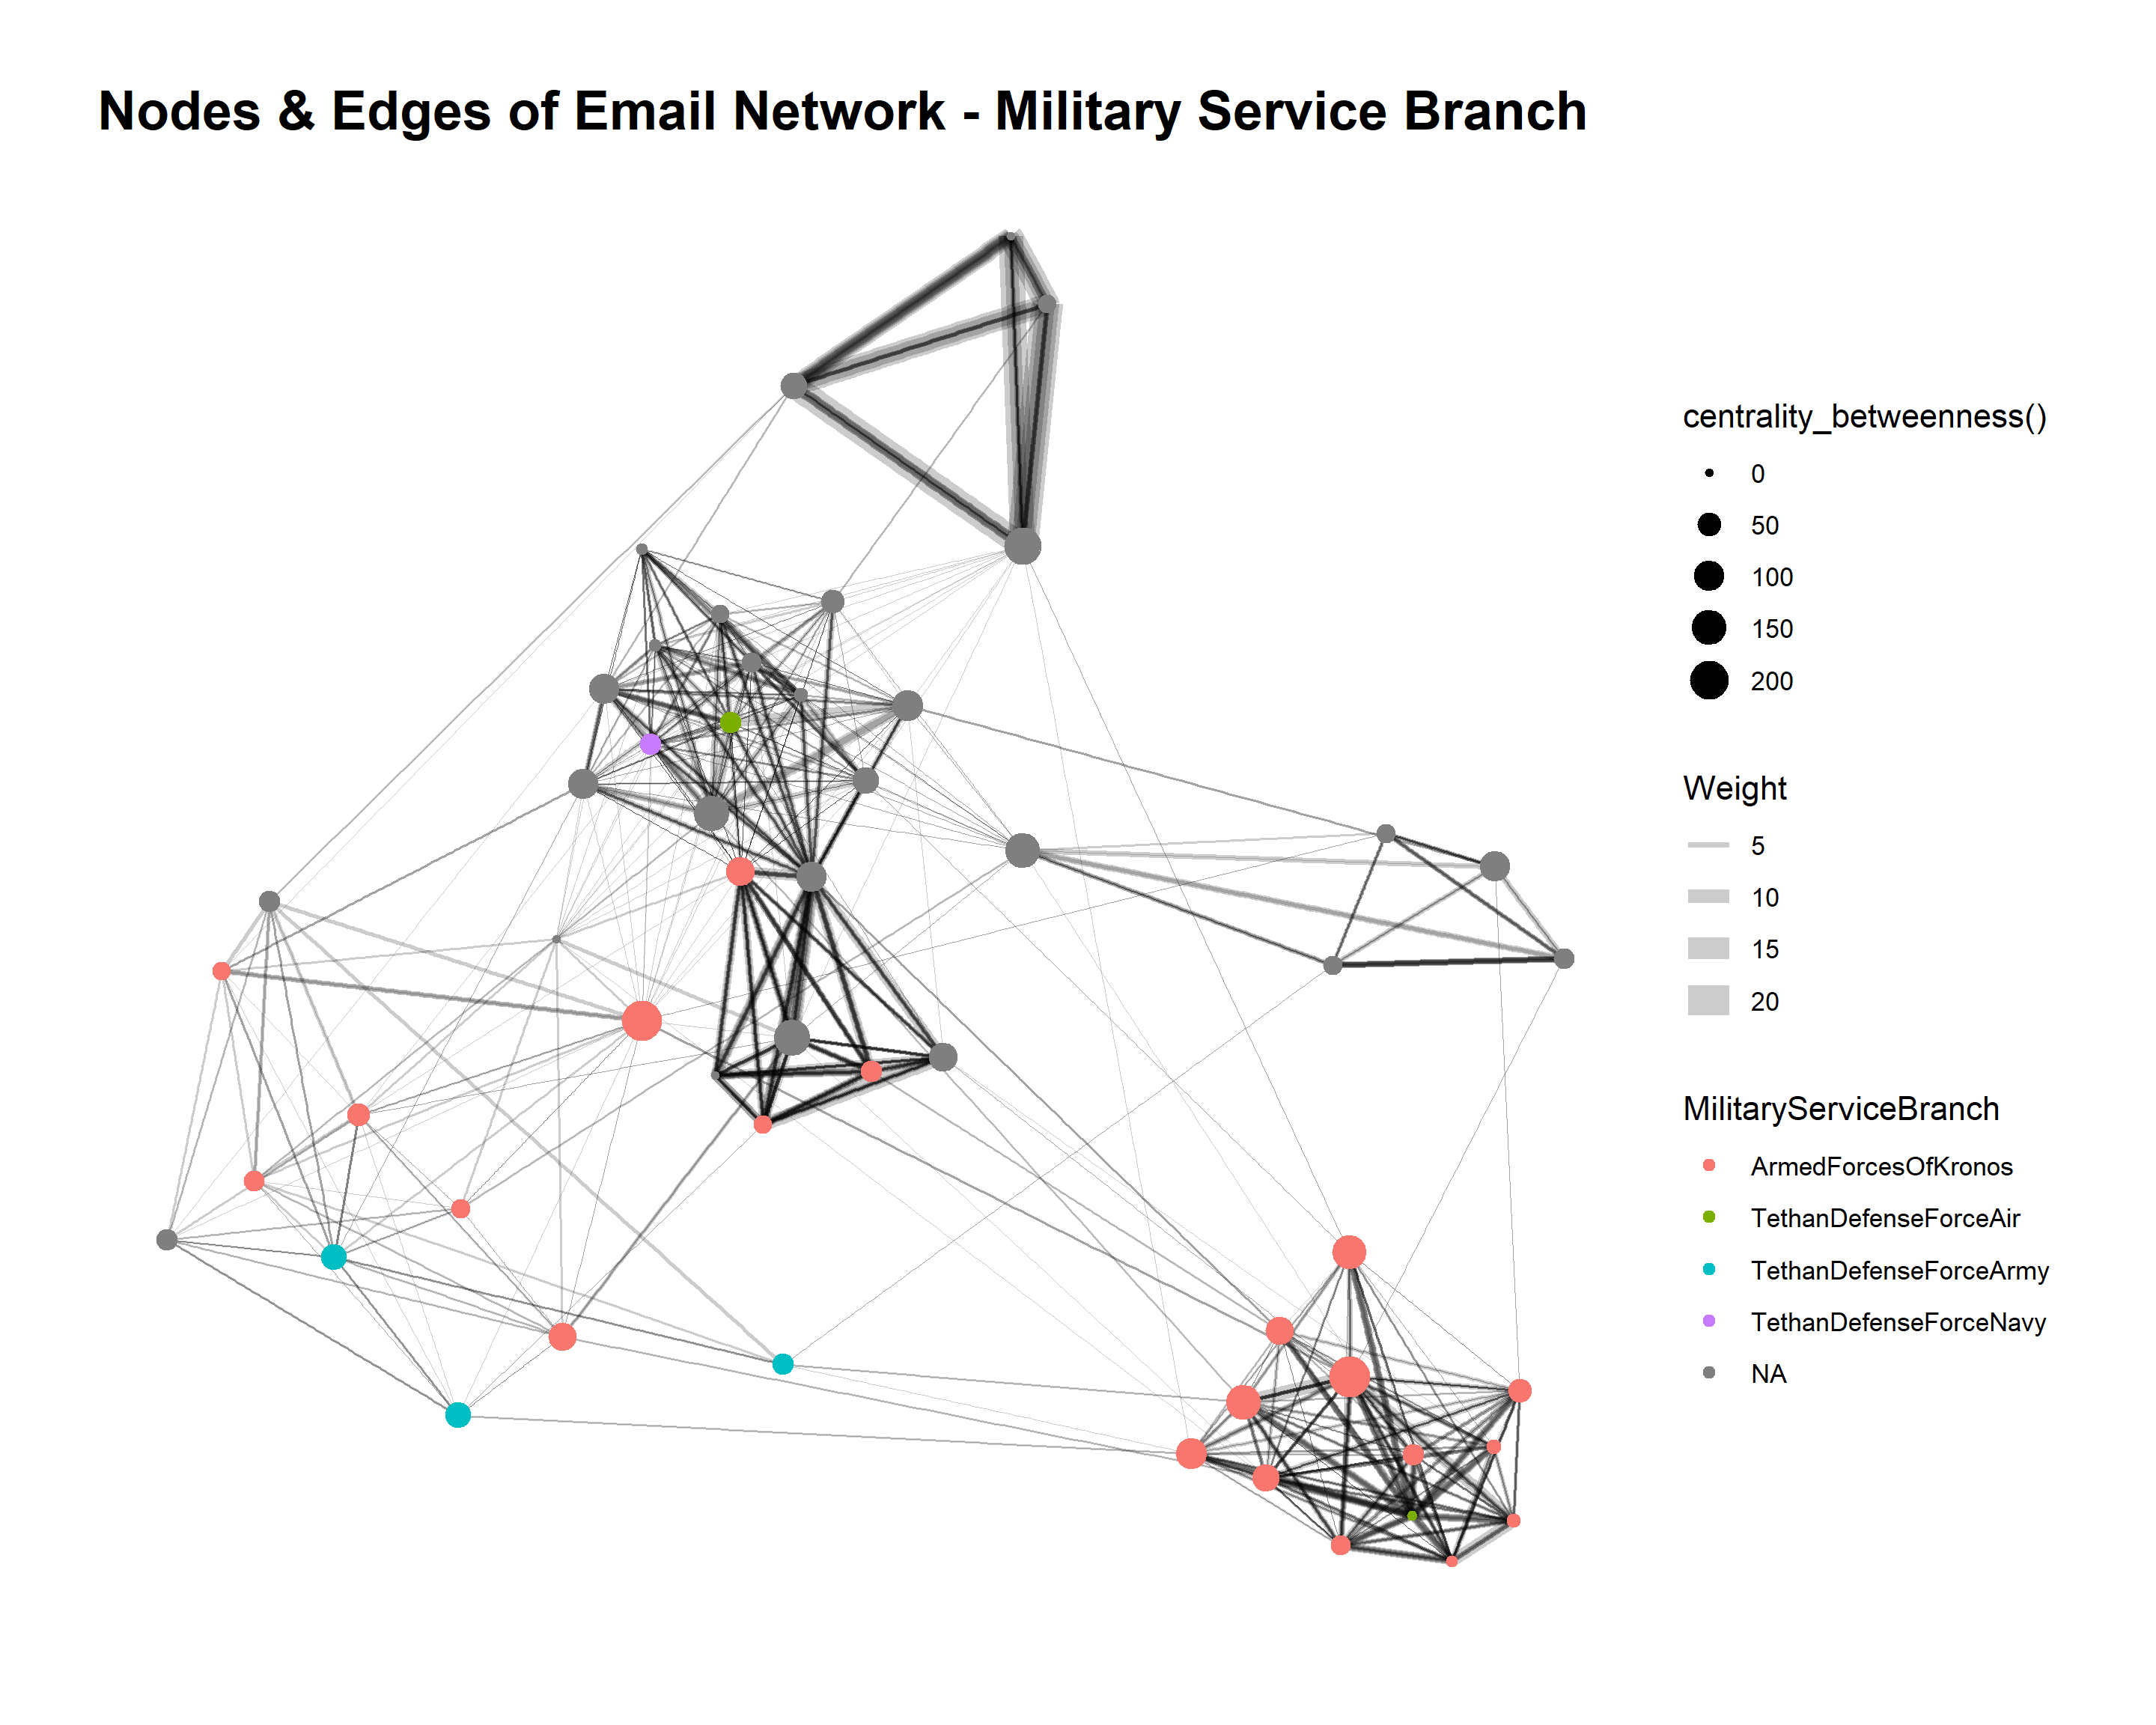 Nodes & Edges of Email Network - Military Service Branch
centrality_betweenness()
0
50
100
150
200
Weight
5
10
15
20
MilitaryServiceBranch
ArmedForcesOfKronos
TethanDefenseForceAir
TethanDefenseForceArmy
TethanDefenseForceNavy
NA